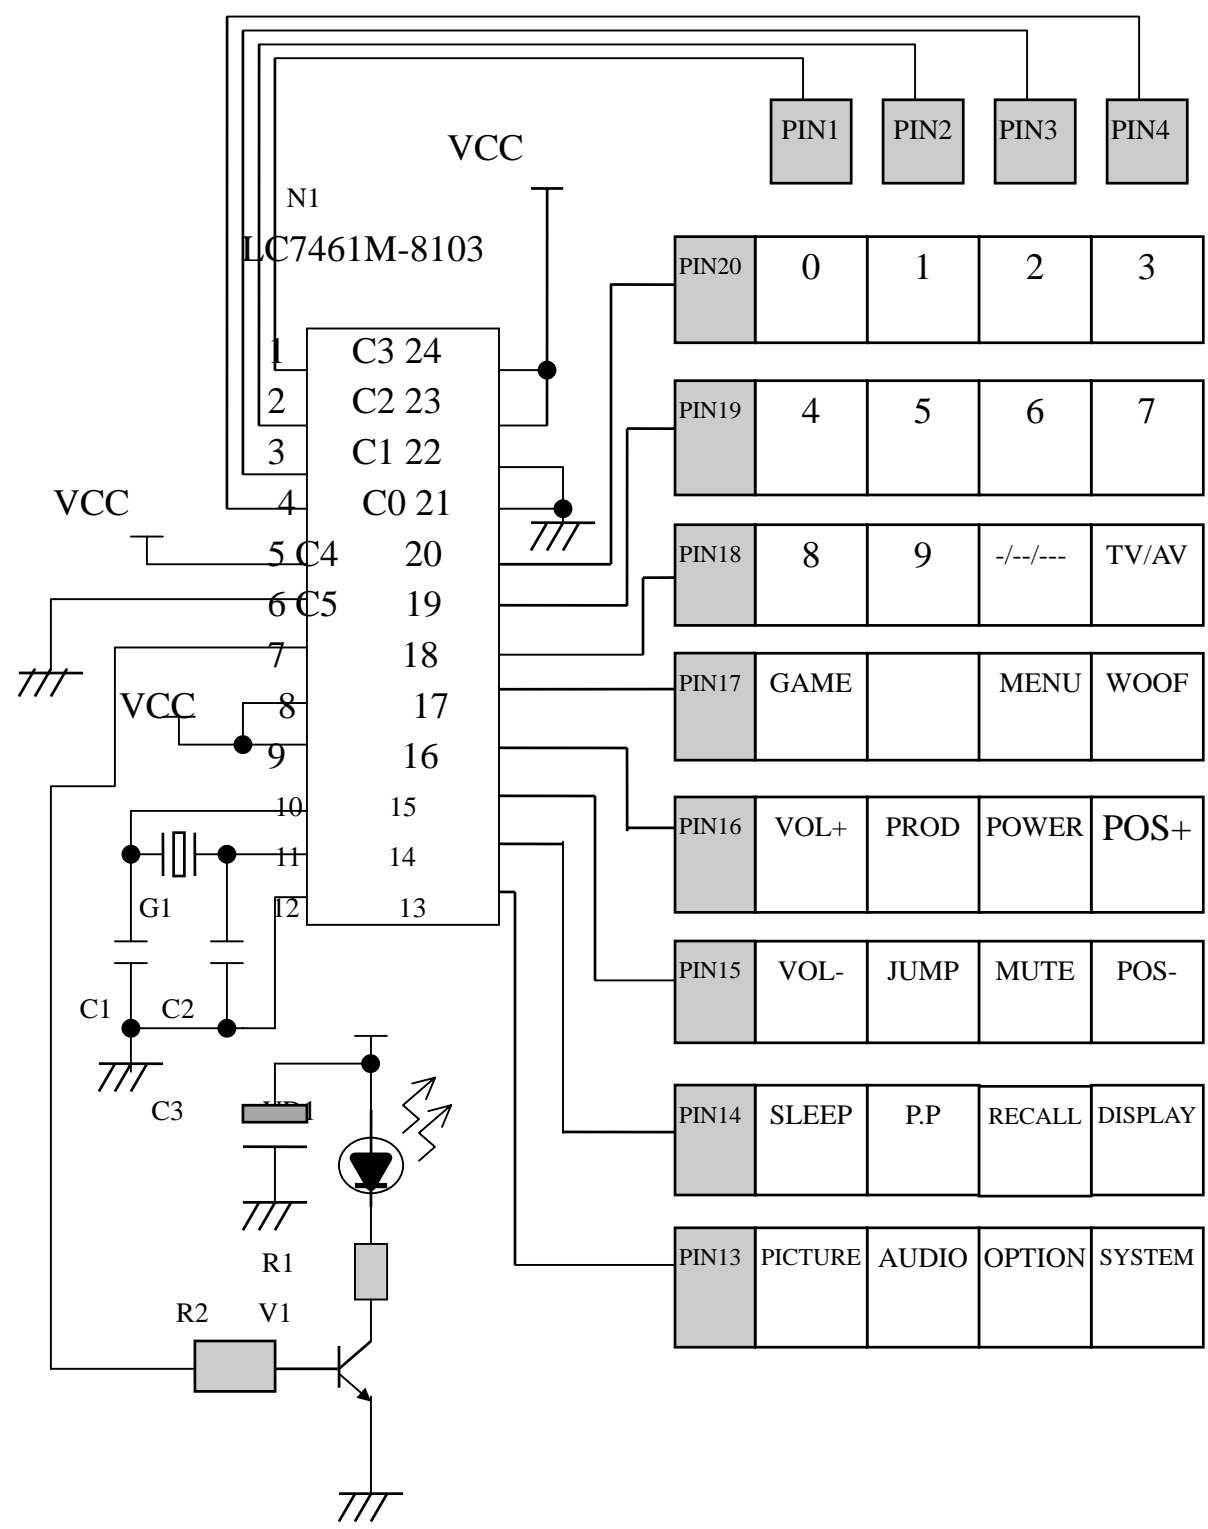 PIN1 PIN2 PIN3 PIN4
VCC
N1
LC7461M-8103
PIN20 0 1 2 3
1 C3 24
2 C2 23
PIN19 4 5 6 7
3 C1 22
4 C0 21
VCC
5 C4 20
PIN18 8 9 -/--/--- TV/AV
6 C5 19
7 18
PIN17 GAME MENU WOOF
VCC 8 17
9 16
10 15
PIN16 VOL+ PROD POWER POS+
11 14
G1 12 13
PIN15 VOL- JUMP MUTE POS-
C1 C2
C3 VD1
PIN14 SLEEP P.P RECALL DISPLAY
R1
PIN13 PICTURE AUDIO OPTION SYSTEM
R2 V1